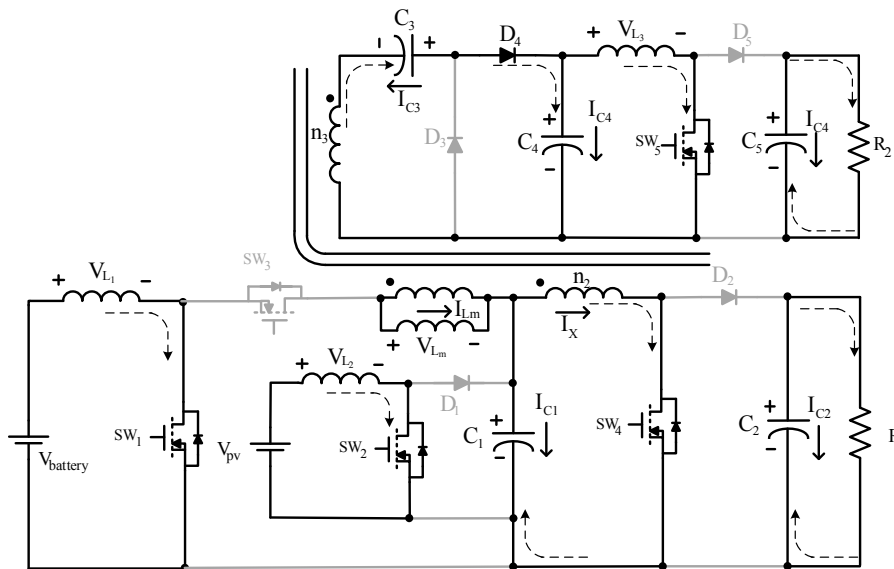 C3
D4
VL3
D5
IC3
n3
D3
C4
IC4
SW5
C5
IC4
R2
VL1
SW3
ILm
VLm
n2
IX
D2
VL2
D1
SW1
Vbattery
Vpv
SW2
C1
IC1
SW4
C2
IC2